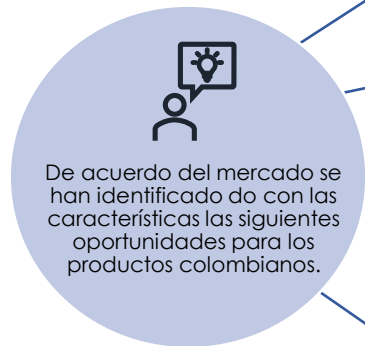 De acuerdo del mercado se
han identificado do con las
características las siguientes
oportunidades para los
productos colombianos.